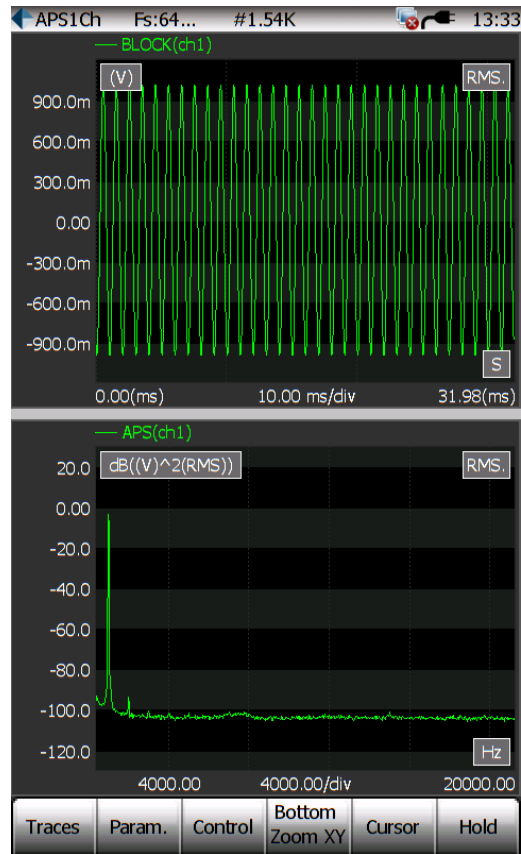 APS1Ch Fs:64... #1.54K 13:33
BLOCK(ch1)
(V) RMS.
900.0m
600.0m
300.0m
0.00
-300.0m
-600.0m
-900.0m
S
0.00(ms) 10.00 ms/div 31.98(ms)
APS(ch1)
20.0 dB((V)^2(RMS)) RMS.
0.00
-20.0
-40.0
-60.0
-80.0
-100.0
-120.0 Hz
4000.00 4000.00/div 20000.00
Traces Param. Control Bottom Zoom XY Cursor Hold